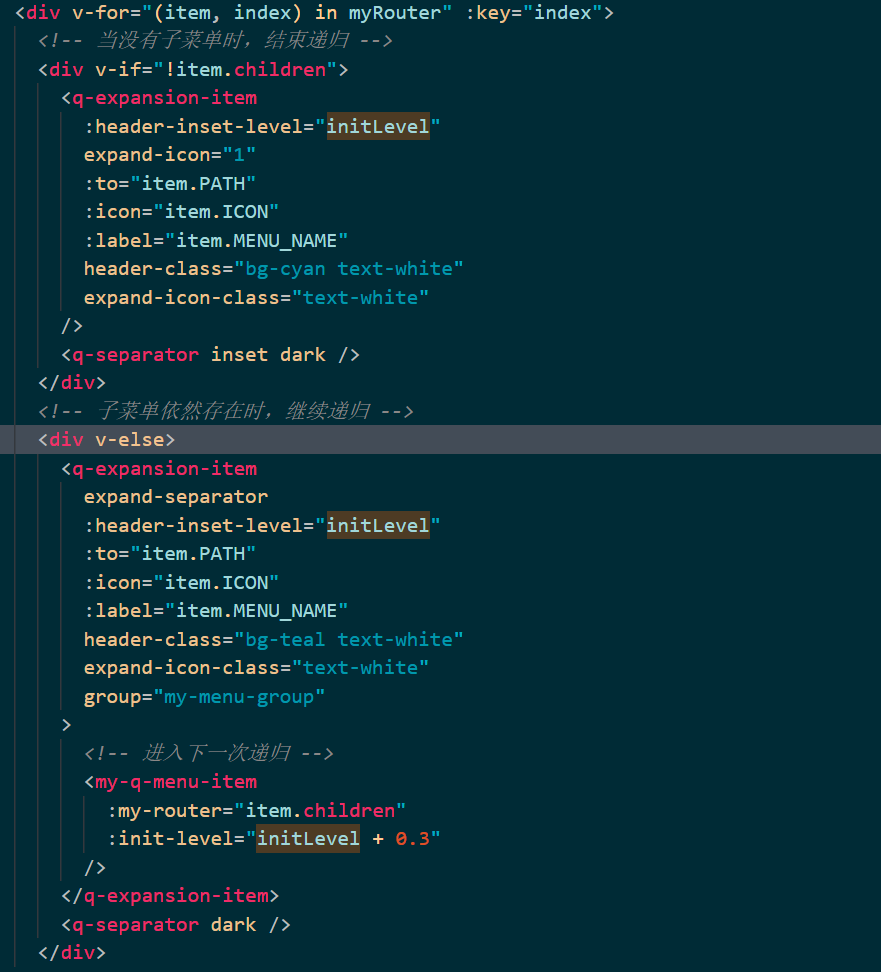 <div v-for="(item, index) in myRouter" :key="index">
<!-- 当没有子菜单时，结束递归 -->
<div v-if="!item.children">
<q-expansion-item
:header-inset-level="initLevel"
expand-icon="1"
:to="item.PATH"
:icon="item.ICON"
:label="item.MENU_NAME"
header-class="bg-cyan text-white"
expand-icon-class="text-white"
/>
<q-separator inset dark />
</div>
<!-- 子菜单依然存在时，继续递归 -->
<div v-else>
<q-expansion-item
expand-separator
:header-inset-level="initLevel"
:to="item.PATH"
:icon="item.ICON"
:label="item.MENU_NAME"
header-class="bg-teal text-white"
expand-icon-class="text-white"
group="my-menu-group"
>
<!-- 进入下一次递归 -->
<my-q-menu-item
:my-router="item.children"
:init-level="initLevel + 0.3"
/>
</q-expansion-item>
<q-separator dark />
</div>